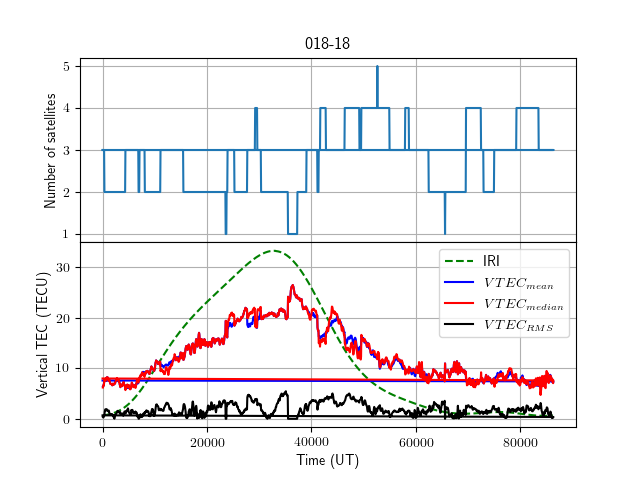 018-18
Number of satellites
5
4
3
2
1
Vertical TEC (TECU)
30
20
10
0
IRI
VTEC_mean
VTEC_median
VTEC_RMS
0 20000 40000 60000 80000
Time (UT)